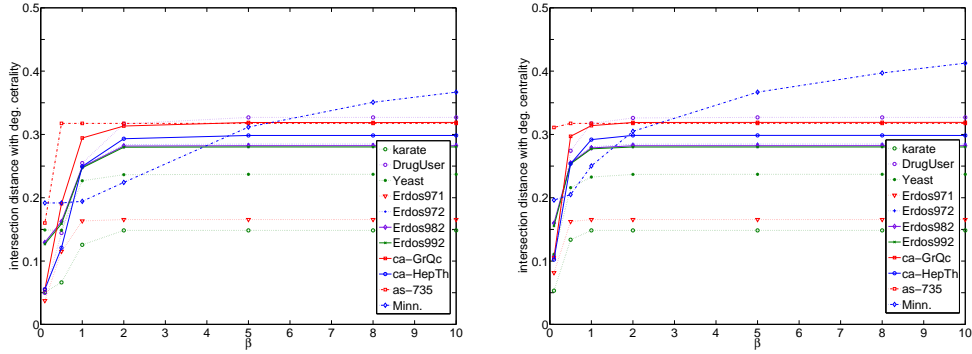 0.5
0.4
0.3
0.2
0.1
0
intersection distance with deg. cetrality
0 1 2 3 4 5 6 7 8 9 10
β
karate
DrugUser
Yeast
Erdos971
Erdos972
Erdos982
Erdos992
ca-GrQc
ca-HepTh
as-735
Minn.
0.5
0.4
0.3
0.2
0.1
0
intersection distance with deg. centrality
0 1 2 3 4 5 6 7 8 9 10
β
karate
DrugUser
Yeast
Erdos971
Erdos972
Erdos982
Erdos992
ca-GrQc
ca-HepTh
as-735
Minn.